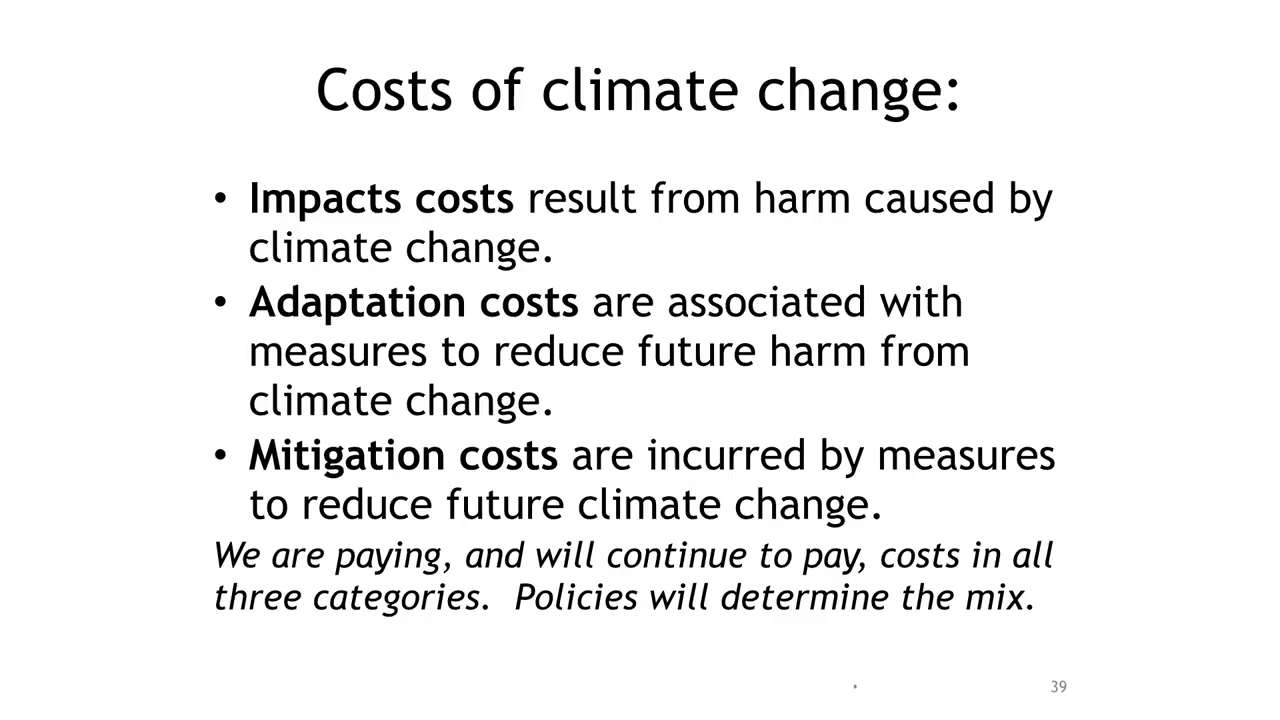 Costs of climate change:
• Impacts costs result from harm caused by
climate change.
• Adaptation costs are associated with
measures to reduce future harm from
climate change.
• Mitigation costs are incurred by measures
to reduce future climate change.
We are paying, and will continue to pay, costs in all
three categories.  Policies will determine the mix.
• 39